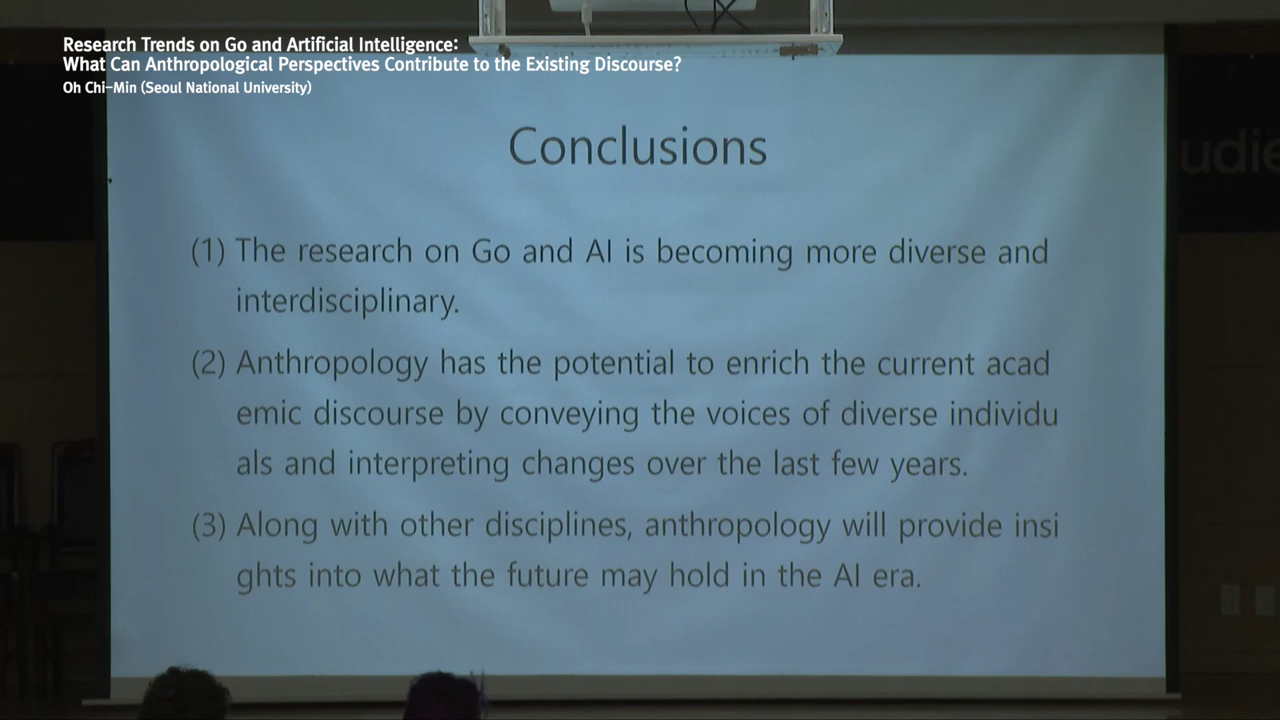 Research Trends on Go and Artificial Intelligence:
What Can Anthropological Perspectives Contribute to the Existing Discourse?
Oh Chi-Min (Seoul National University)
Conclusions
udie
(1) The research on Go and AI is becoming more diverse and
interdisciplinary.
(2) Anthropology has the potential to enrich the current acad
emic discourse by conveying the voices of diverse individu
als and interpreting changes over the last few years.
(3) Along with other disciplines, anthropology will provide insi
ghts into what the future may hold in the AI era.